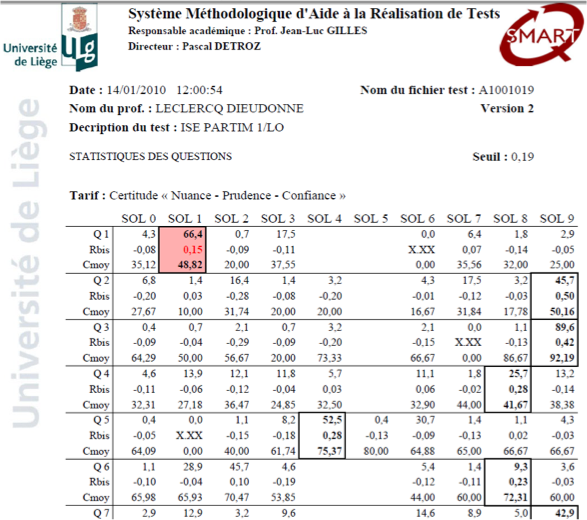 Système Méthodologique d'Aide à la Réalisation de Tests
Responsable académique : Prof. Jean-Luc GILLES
Directeur : Pascal DETROZ
Université
de Liège
SMART
Date : 14/01/2010 12:00:54 Nom du fichier test : A1001019
Nom du prof. : LECLERCQ DIEUDONNE Version 2
Decription du test : ISE PARTIM 1/LO
STATISTIQUES DES QUESTIONS Seuil : 0,19
Tarif : Certitude « Nuance - Prudence - Confiance »
SOL 0 SOL 1 SOL 2 SOL 3 SOL 4 SOL 5 SOL 6 SOL 7 SOL 8 SOL 9
Q 1 4,3 66,4 0,7 17,5 0,0 6,4 1,8 2,9
Rbis -0,08 0,15 -0,09 -0,11 X.XX 0,07 -0,14 -0,05
Cmoy 35,12 48,82 20,00 37,55 0,00 35,56 32,00 25,00
Q 2 6,8 1,4 16,4 1,4 3,2 4,3 17,5 3,2 45,7
Rbis -0,20 0,03 -0,28 -0,08 -0,20 -0,01 -0,12 -0,03 0,50
Cmoy 27,67 10,00 31,74 20,00 20,00 16,67 31,84 17,78 50,16
Q 3 0,4 0,7 2,1 0,7 3,2 2,1 0,0 1,1 89,6
Rbis -0,09 -0,04 -0,29 -0,09 -0,20 -0,15 X.XX -0,13 0,42
Cmoy 64,29 50,00 56,67 20,00 73,33 66,67 0,00 86,67 92,19
Q 4 4,6 13,9 12,1 11,8 5,7 11,1 1,8 25,7 13,2
Rbis -0,11 -0,06 -0,12 -0,04 0,03 0,06 -0,02 0,28 -0,14
Cmoy 32,31 27,18 36,47 24,85 32,50 32,90 44,00 41,67 38,38
Q 5 0,4 0,0 1,1 8,2 52,5 0,4 30,7 1,4 1,1 4,3
Rbis -0,05 X.XX -0,15 -0,18 0,28 -0,13 -0,09 -0,13 0,02 -0,03
Cmoy 64,09 0,00 40,00 61,74 75,37 80,00 64,88 65,00 66,67 66,67
Q 6 1,1 28,9 45,7 4,6 5,4 1,4 9,3 3,6
Rbis -0,10 -0,04 0,10 -0,19 -0,12 -0,11 0,23 -0,03
Cmoy 65,98 65,93 70,47 53,85 44,00 60,00 72,31 60,00
Q 7 2,9 12,9 3,2 9,6 14,6 8,9 5,0 42,9
Université de Liège